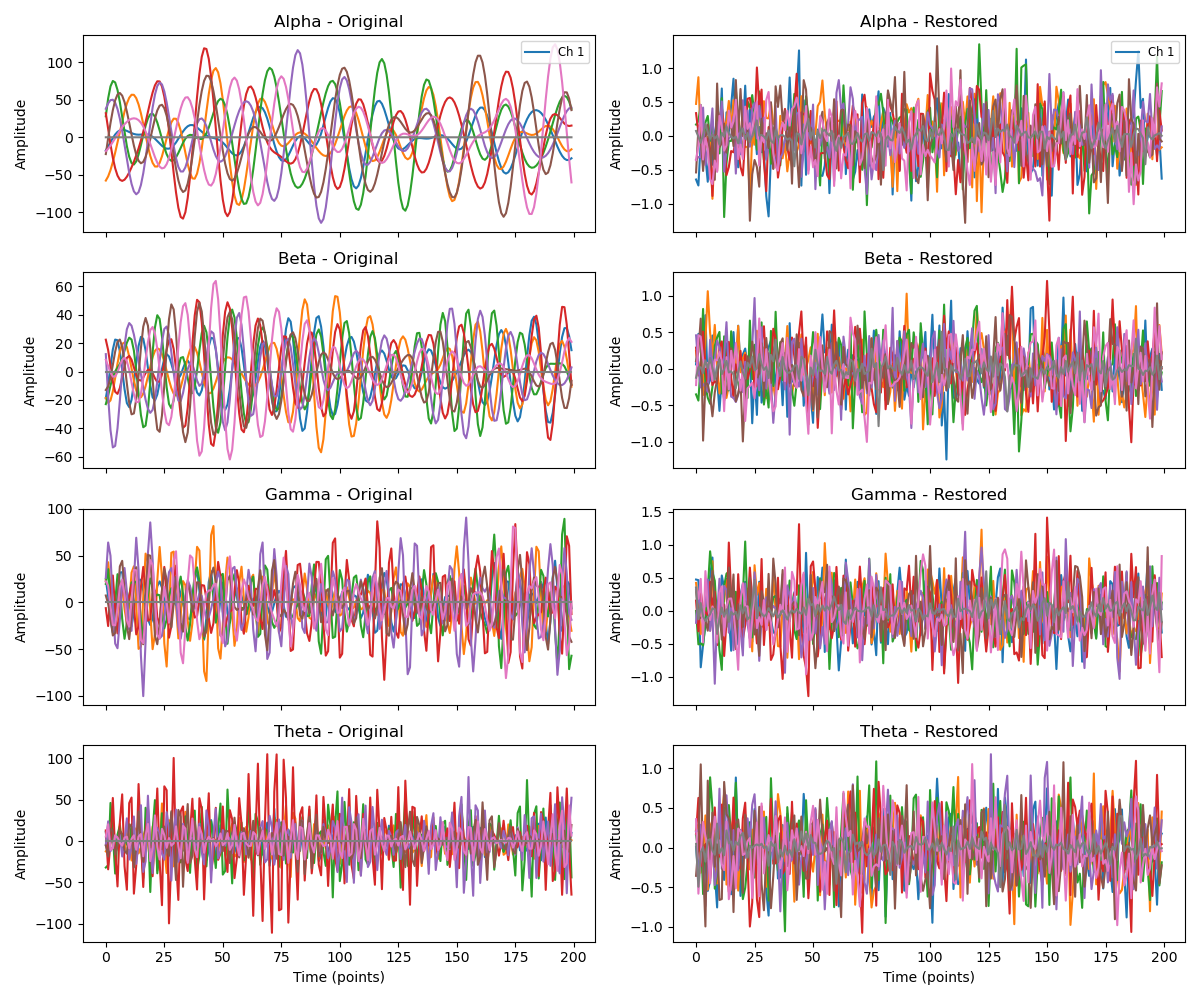 Alpha - Original
Amplitude
100
50
0
−50
−100
Ch 1
Alpha - Restored
Amplitude
1.0
0.5
0.0
−0.5
−1.0
Ch 1
Beta - Original
Amplitude
60
40
20
0
−20
−40
−60
Beta - Restored
Amplitude
1.0
0.5
0.0
−0.5
−1.0
Gamma - Original
Amplitude
100
50
0
−50
−100
Gamma - Restored
Amplitude
1.5
1.0
0.5
0.0
−0.5
−1.0
Theta - Original
Amplitude
100
50
0
−50
−100
0 25 50 75 100 125 150 175 200
Time (points)
Theta - Restored
Amplitude
1.0
0.5
0.0
−0.5
−1.0
0 25 50 75 100 125 150 175 200
Time (points)